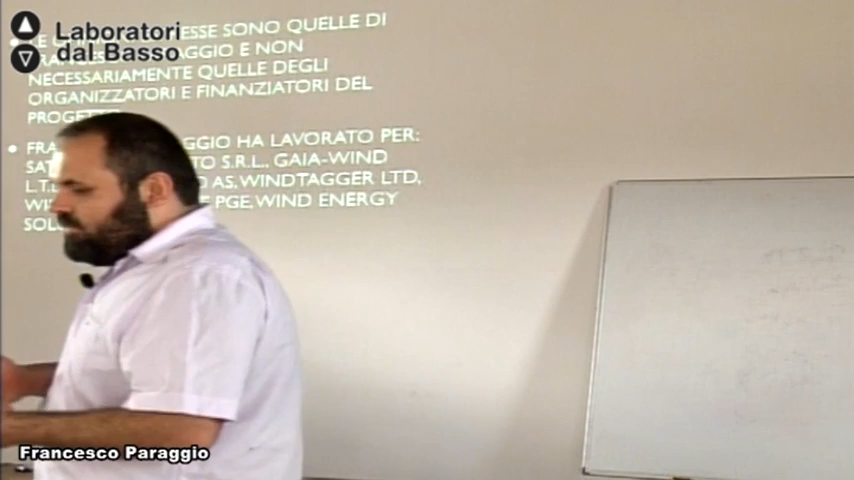 Laboratori
dal Basso
ESSE SONO QUELLE DI
AGGIO E NON
NECESSARIAMENTE QUELLE DEGLI
ORGANIZZATORI E FINANZIATORI DEL
GGIO HA LAVORATO PER:
S.R.L., GAIA-WIND
AS, WINDTAGGER LTD,
PGE, WIND ENERGY
Francesco Paraggio